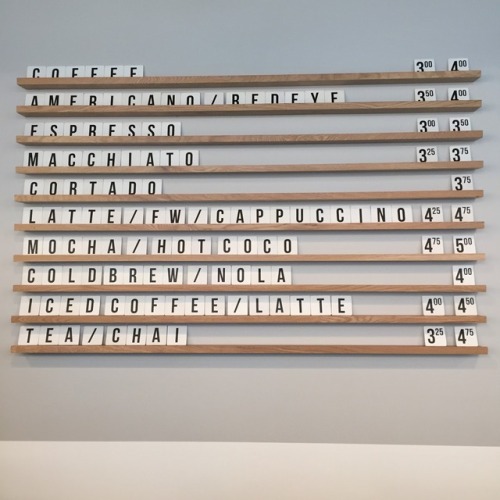 COFFEE 3.00 4.00
AMERICANO/REDEYE 3.50 4.00
ESPRESSO 3.00 3.50
MACCHIATO 3.25 3.75
CORTADO 3.75
LATTE/FW/CAPPUCCINO 4.25 4.75
MOCHA/HOT COCO 4.75 5.00
COLDBREW/NOLA 4.00
ICED COFFEE/LATTE 4.00 4.50
TEA/CHAI 3.25 4.75